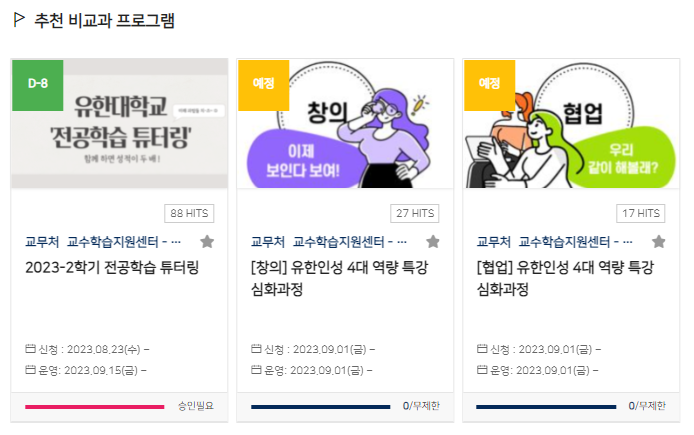 추천 비교과 프로그램
D-8
유한대학교
'전공학습 튜터링'
함께 하면 성적이 두 배!
88 HITS
교무처 교수학습지원센터 - ···
2023-2학기 전공학습 튜터링
신청 : 2023.08.23(수) ~
운영: 2023.09.15(금) ~
승인필요
예정
창의
이제
보인다 보여!
27 HITS
교무처 교수학습지원센터 - ···
[창의] 유한인성 4대 역량 특강
심화과정
신청 : 2023.09.01(금) ~
운영: 2023.09.01(금) ~
0/무제한
예정
협업
우리
같이 해볼래?
17 HITS
교무처 교수학습지원센터 - ···
[협업] 유한인성 4대 역량 특강
심화과정
신청 : 2023.09.01(금) ~
운영: 2023.09.01(금) ~
0/무제한